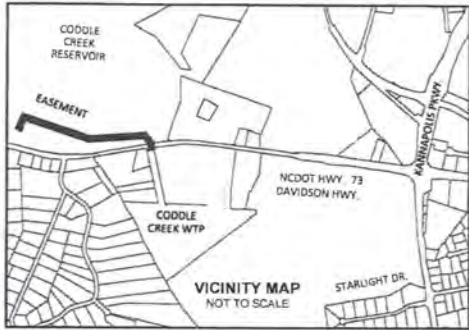 CODDLE
CREEK
RESERVOIR
EASEMENT
KANNAPOLIS PKWY.
NCDOT HWY. 73
DAVIDSON HWY.
CODDLE
CREEK WTP
VICINITY MAP
NOT TO SCALE
STARLIGHT DR.